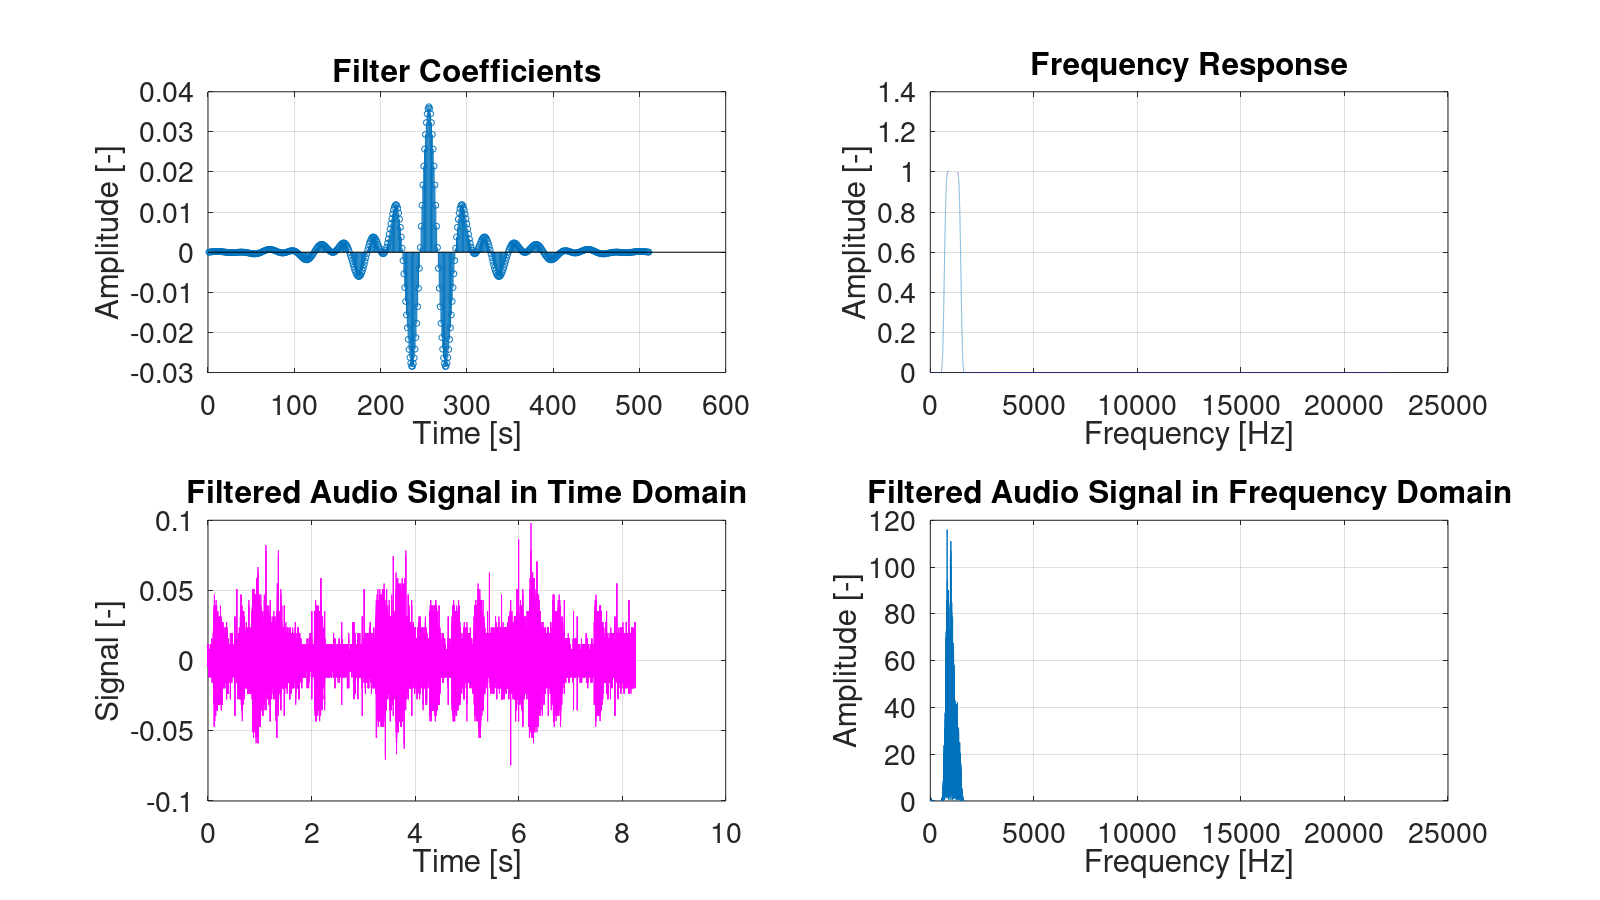 Filter Coefficients
0.04
0.03
0.02
0.01
0
-0.01
-0.02
-0.03
Amplitude [-]
0 100 200 300 400 500 600
Time [s]
Frequency Response
1.4
1.2
1
0.8
0.6
0.4
0.2
0
Amplitude [-]
0 5000 10000 15000 20000 25000
Frequency [Hz]
Filtered Audio Signal in Time Domain
0.1
0.05
0
-0.05
-0.1
Signal [-]
0 2 4 6 8 10
Time [s]
Filtered Audio Signal in Frequency Domain
120
100
80
60
40
20
0
Amplitude [-]
0 5000 10000 15000 20000 25000
Frequency [Hz]